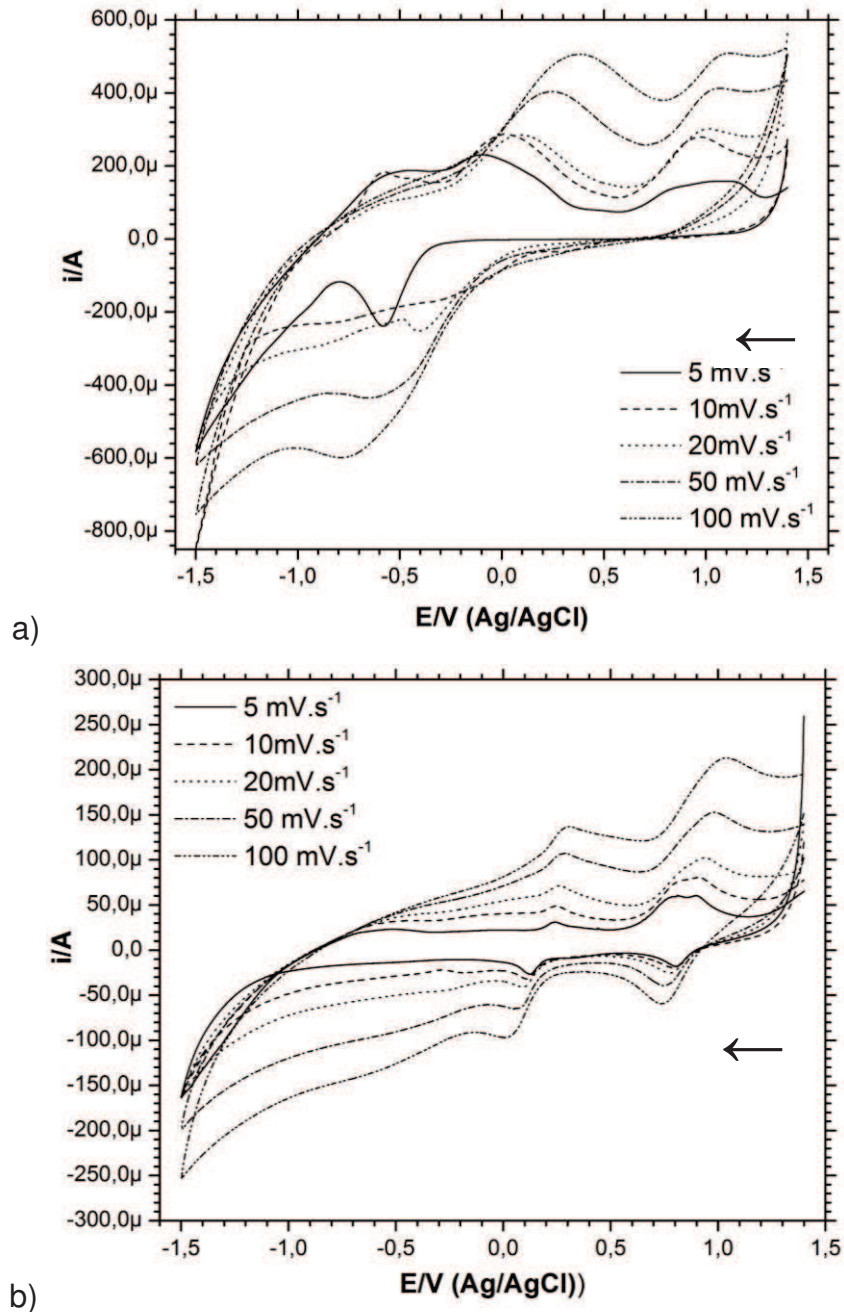 600,0µ
400,0µ
200,0µ
0,0
-200,0µ
-400,0µ
-600,0µ
-800,0µ
i/A
5 mV.s⁻¹
10mV.s⁻¹
20mV.s⁻¹
50 mV.s⁻¹
100 mV.s⁻¹
-1,5 -1,0 -0,5 0,0 0,5 1,0 1,5
E/V (Ag/AgCl)
a)
300,0µ
250,0µ
200,0µ
150,0µ
100,0µ
50,0µ
0,0
-50,0µ
-100,0µ
-150,0µ
-200,0µ
-250,0µ
-300,0µ
i/A
5 mV.s⁻¹
10mV.s⁻¹
20mV.s⁻¹
50 mV.s⁻¹
100 mV.s⁻¹
-1,5 -1,0 -0,5 0,0 0,5 1,0 1,5
E/V (Ag/AgCl))
b)